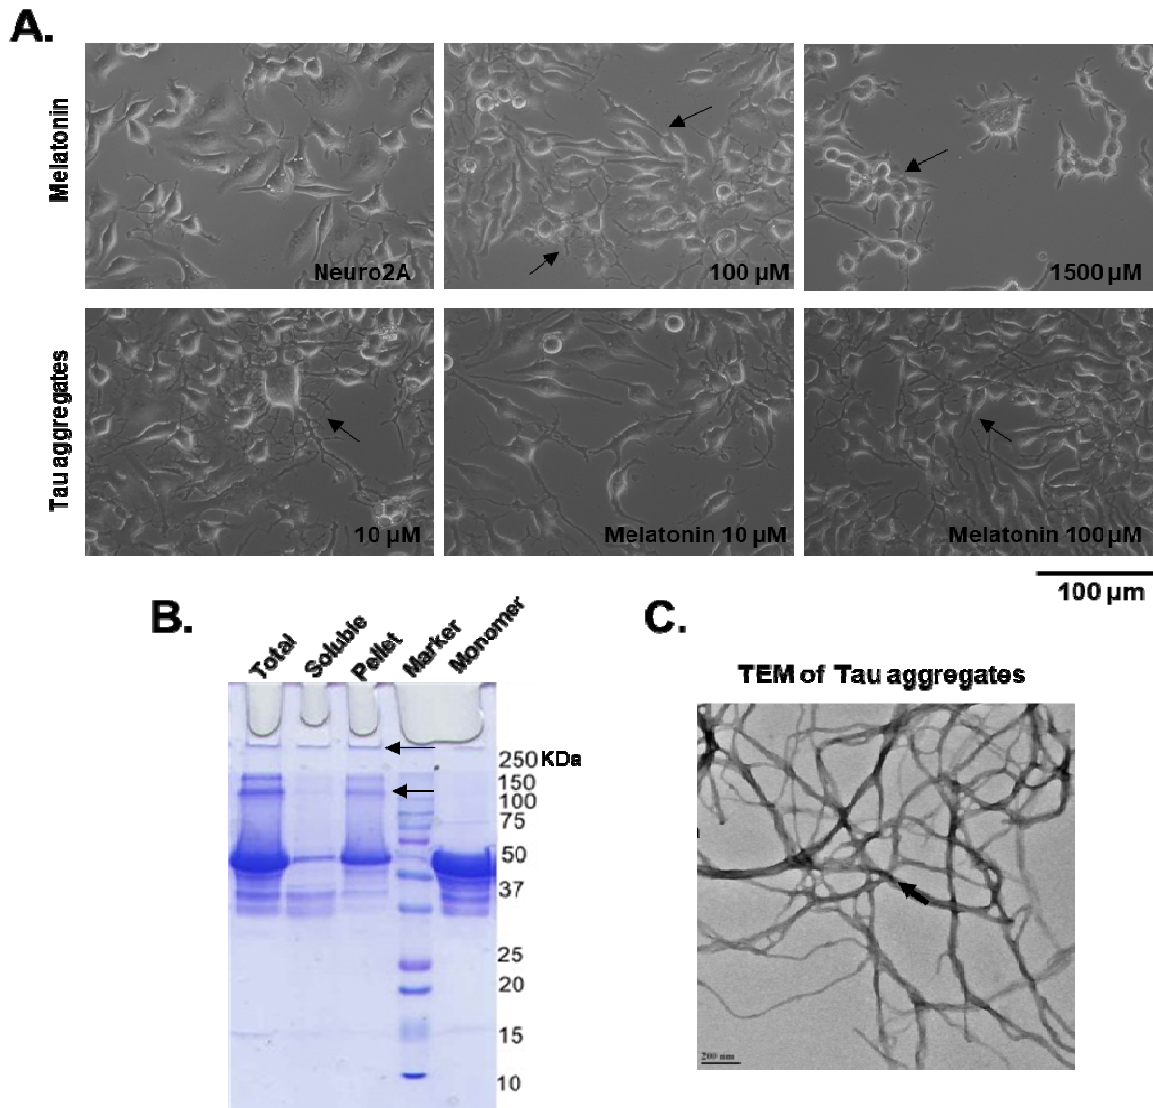 A.
Melatonin
Neuro2A
100 µM
1500 µM
Tau aggregates
10 µM
Melatonin 10 µM
Melatonin 100 µM
100 µm
B.
Total
Soluble
Pellet
Marker
Monomer
250 KDa
150
100
75
50
37
25
20
15
10
C.
TEM of Tau aggregates
200 nm